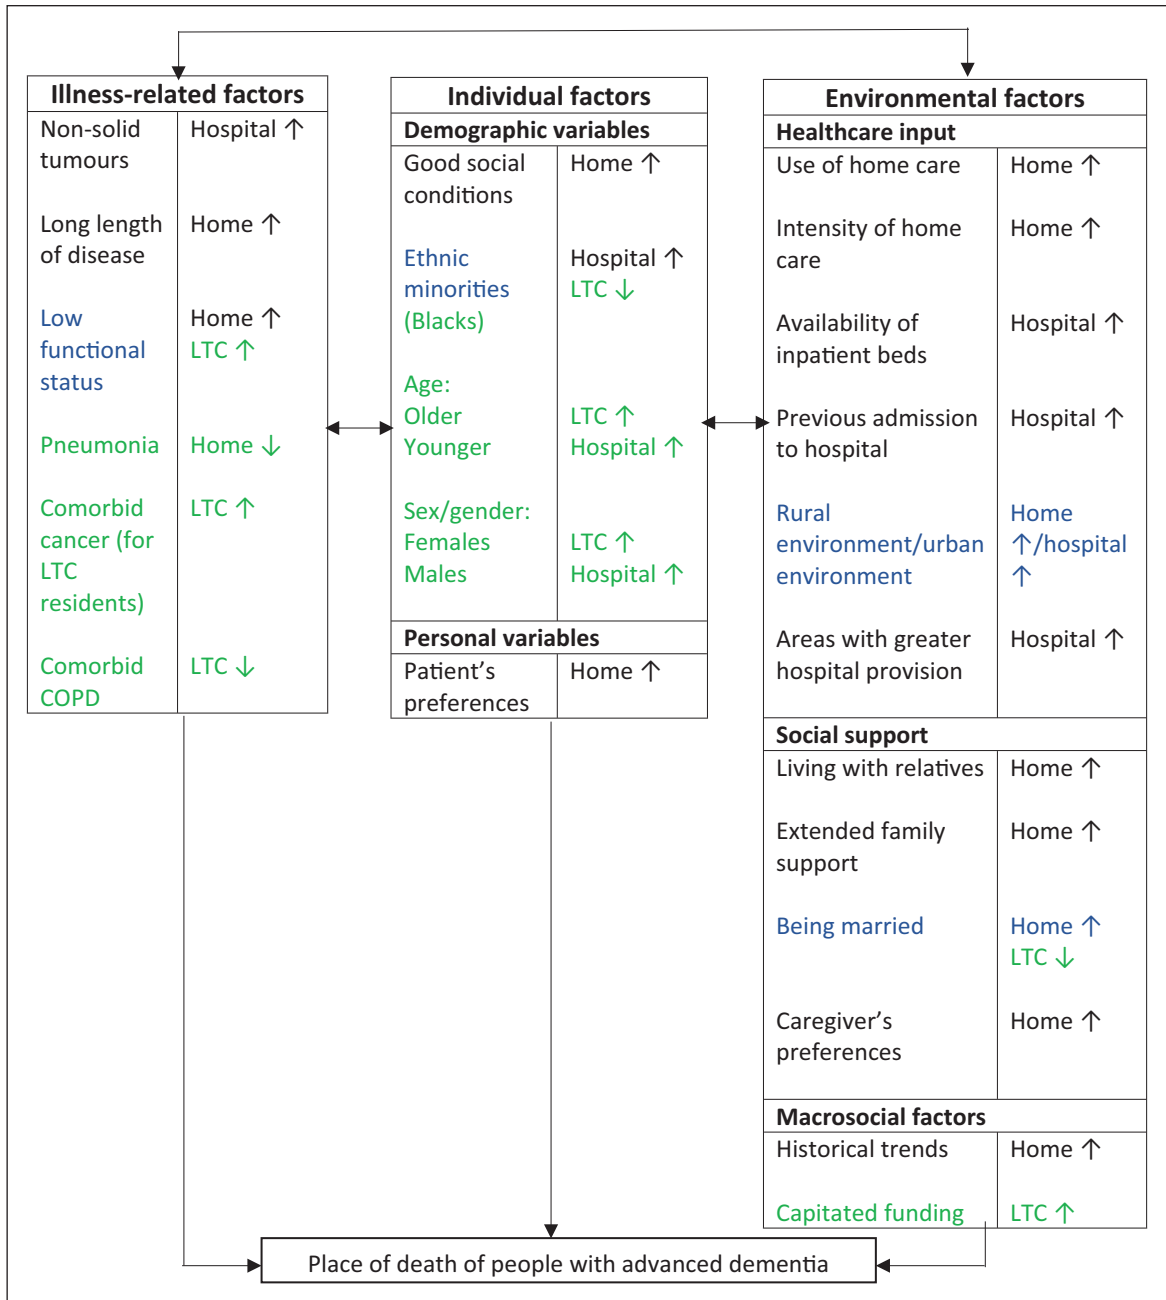 Illness-related factors
Non-solid tumours
Hospital ↑
Long length of disease
Home ↑
Low functional status
Home ↑
LTC ↑
Pneumonia
Home ↓
Comorbid cancer (for LTC residents)
LTC ↑
Comorbid COPD
LTC ↓
Individual factors
Demographic variables
Good social conditions
Home ↑
Ethnic minorities (Blacks)
Hospital ↑
LTC ↓
Age:
Older
LTC ↑
Younger
Hospital ↑
Sex/gender:
Females
LTC ↑
Males
Hospital ↑
Personal variables
Patient's preferences
Home ↑
Environmental factors
Healthcare input
Use of home care
Home ↑
Intensity of home care
Home ↑
Availability of inpatient beds
Hospital ↑
Previous admission to hospital
Hospital ↑
Rural environment/urban environment
Home ↑/hospital ↑
Areas with greater hospital provision
Hospital ↑
Social support
Living with relatives
Home ↑
Extended family support
Home ↑
Being married
Home ↑
LTC ↓
Caregiver's preferences
Home ↑
Macrosocial factors
Historical trends
Home ↑
Capitated funding
LTC ↑
Place of death of people with advanced dementia